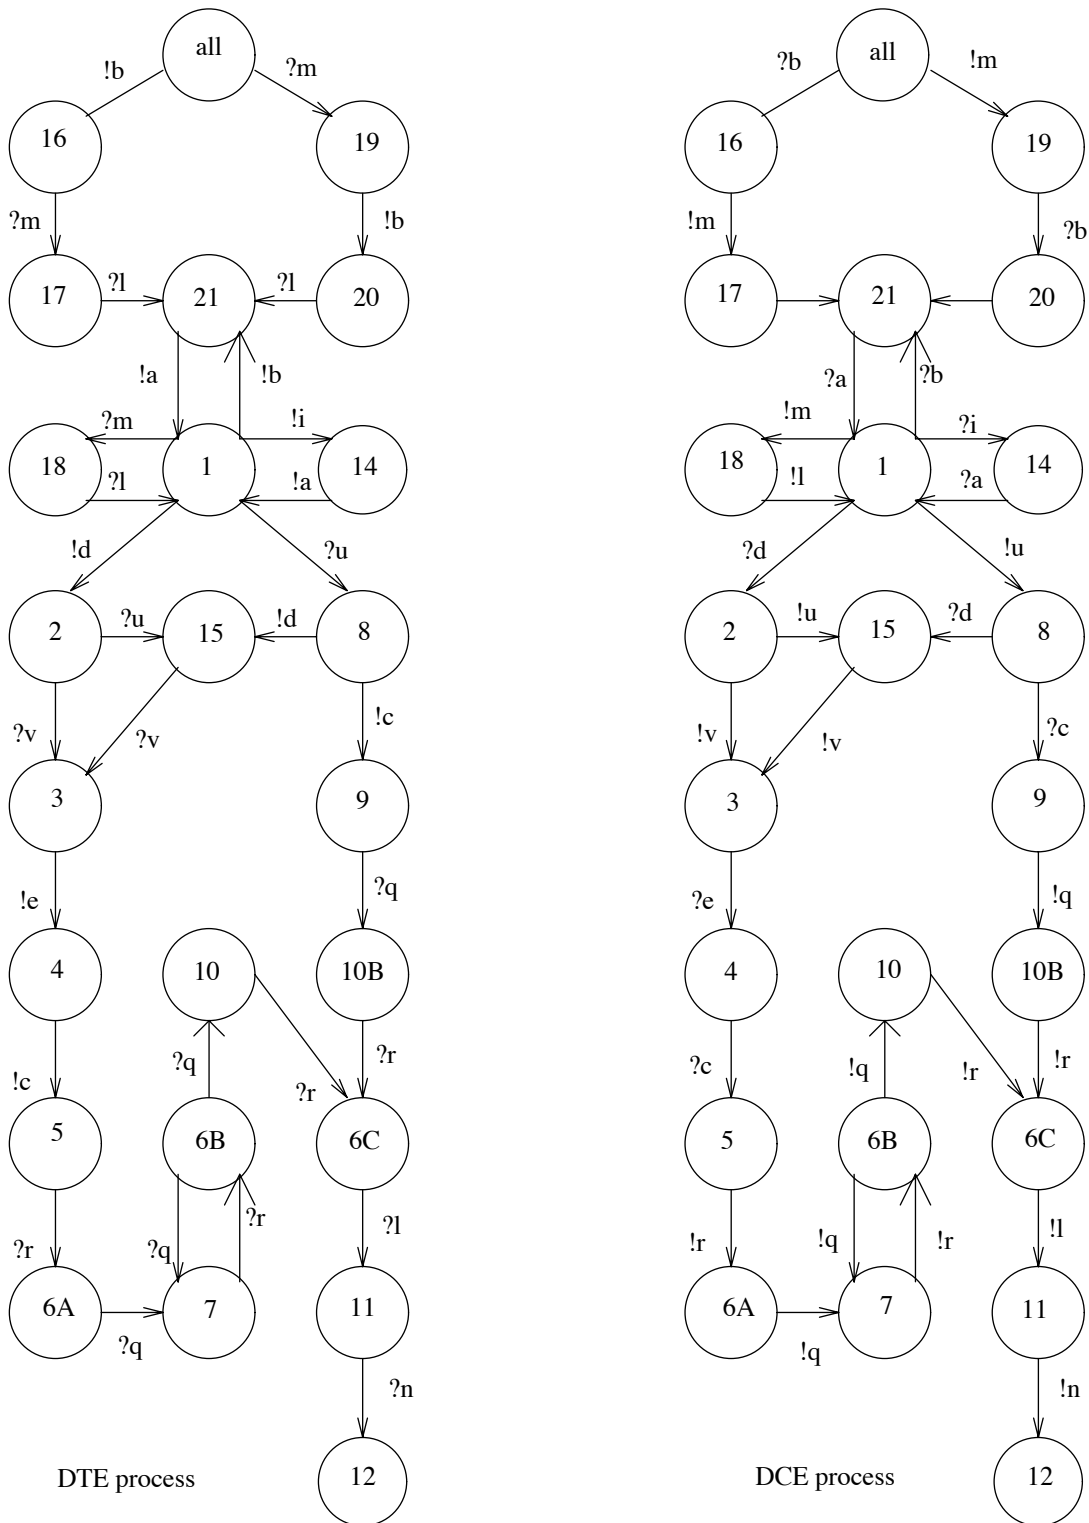 all
all
!b
?m
?b
!m
16
19
16
19
?m
!b
!m
?b
17
?l
21
?l
20
17
21
20
!a
!b
?a
?b
?m
!i
!m
?i
18
1
14
18
1
14
?l
!a
!l
?a
!d
?u
?d
!u
2
?u
15
!d
8
2
!u
15
?d
8
?v
?v
!c
!v
!v
?c
3
9
3
9
!e
?q
?e
!q
4
10
10B
4
10
10B
!c
?q
?r
?r
?c
!q
!r
!r
5
6B
6C
5
6B
6C
?r
?q
?r
?l
!r
!q
!r
!l
6A
7
11
6A
7
11
?q
!q
?n
!n
DTE process
12
DCE process
12